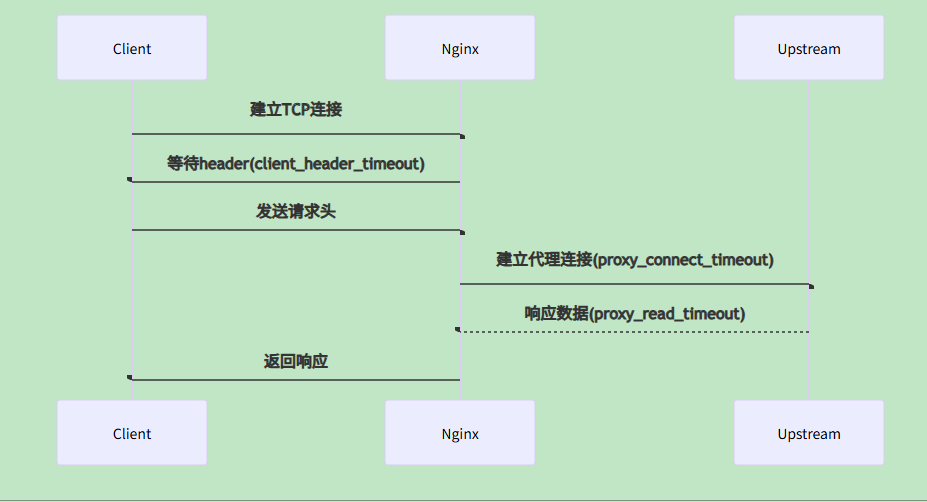 Client
Nginx
Upstream
建立TCP连接
等待header(client_header_timeout)
发送请求头
建立代理连接(proxy_connect_timeout)
响应数据(proxy_read_timeout)
返回响应
Client
Nginx
Upstream